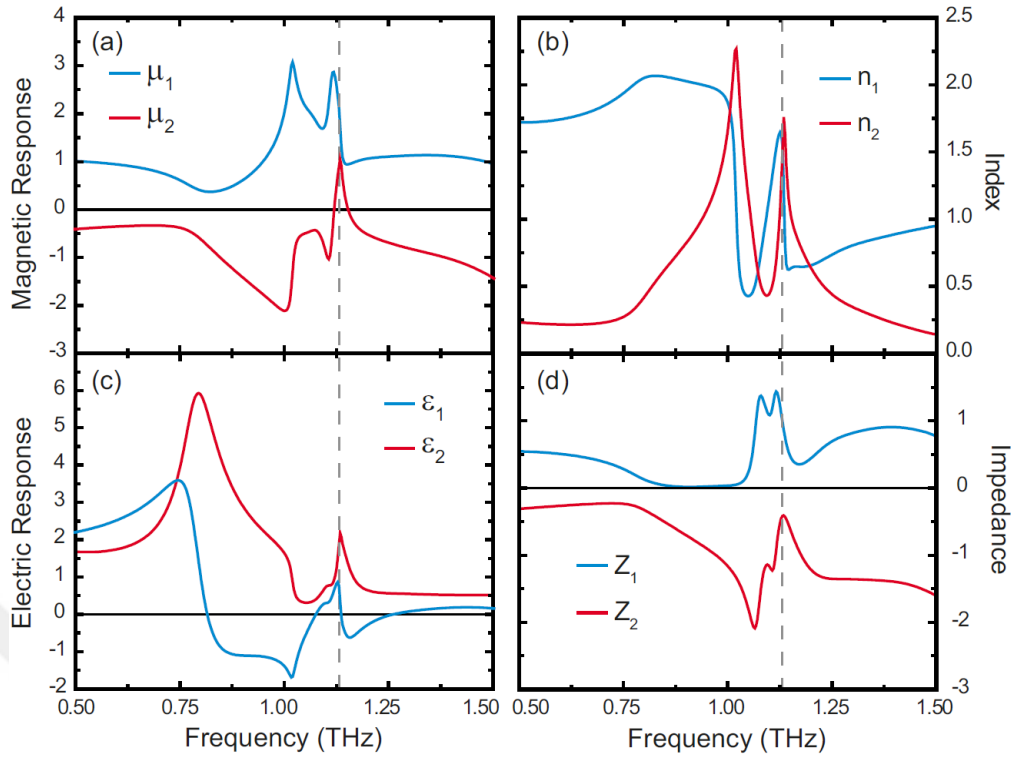 (a)
μ1
μ2
4
3
2
1
0
-1
-2
-3
Magnetic Response
(b)
n1
n2
2.5
2.0
1.5
1.0
0.5
0.0
Index
(c)
ε1
ε2
6
5
4
3
2
1
0
-1
-2
Electric Response
0.50
0.75
1.00
1.25
1.50
Frequency (THz)
(d)
Z1
Z2
1
0
-1
-2
-3
Impedance
0.50
0.75
1.00
1.25
1.50
Frequency (THz)